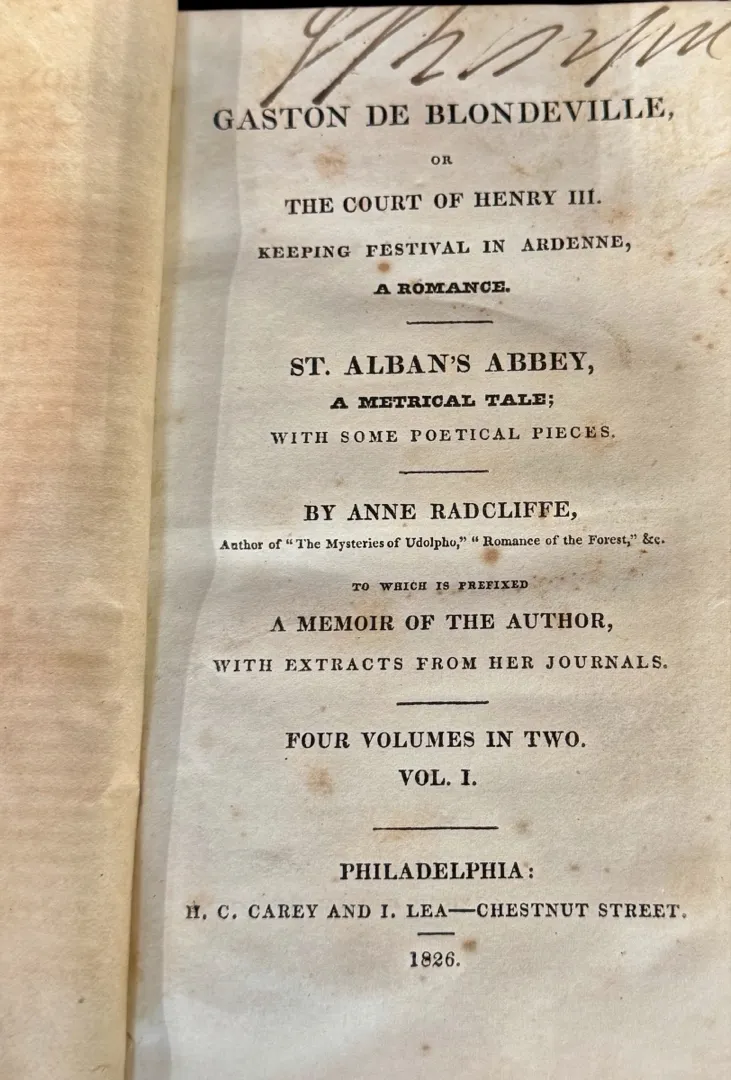 GASTON DE BLONDEVILLE,
OR
THE COURT OF HENRY III.
KEEPING FESTIVAL IN ARDENNE,
A ROMANCE.
ST. ALBAN'S ABBEY,
A METRICAL TALE;
WITH SOME POETICAL PIECES.
BY ANNE RADCLIFFE,
Author of "The Mysteries of Udolpho," "Romance of the Forest," &c.
TO WHICH IS PREFIXED
A MEMOIR OF THE AUTHOR,
WITH EXTRACTS FROM HER JOURNALS.
FOUR VOLUMES IN TWO.
VOL. I.
PHILADELPHIA:
H. C. CAREY AND I. LEA—CHESTNUT STREET.
1826.